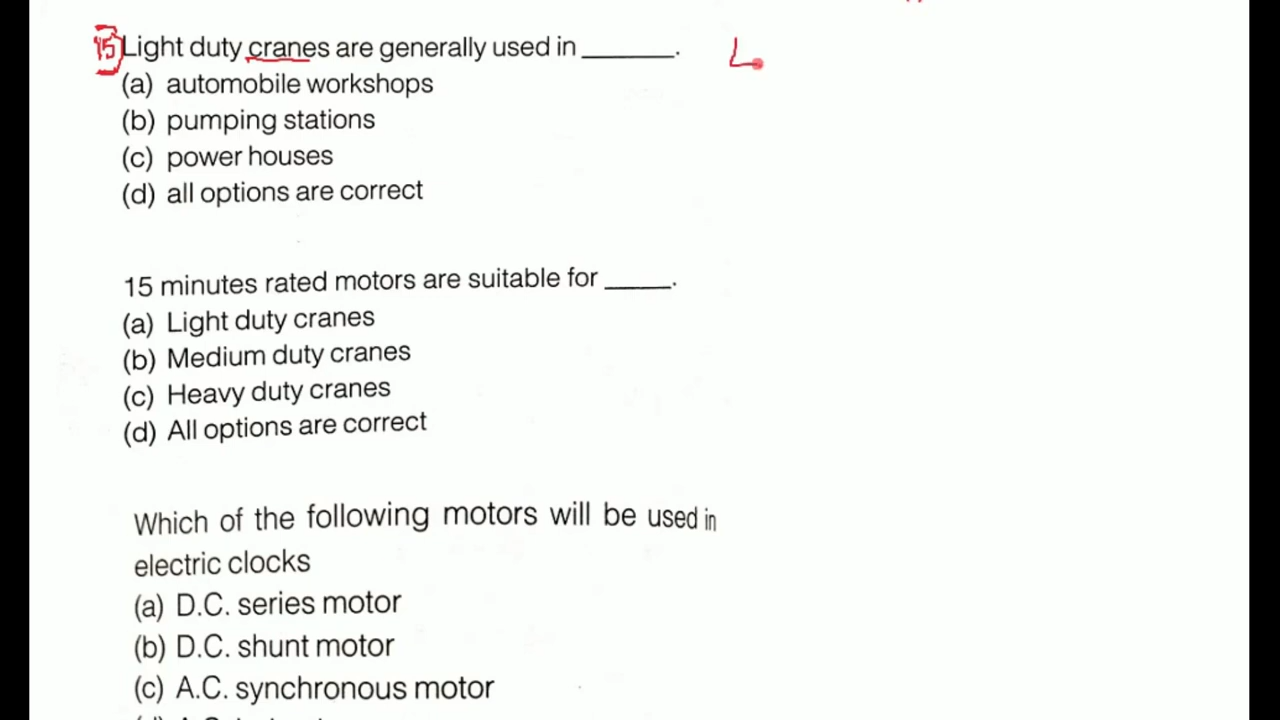 15 Light duty cranes are generally used in ______. L
(a) automobile workshops
(b) pumping stations
(c) power houses
(d) all options are correct
15 minutes rated motors are suitable for _____.
(a) Light duty cranes
(b) Medium duty cranes
(c) Heavy duty cranes
(d) All options are correct
Which of the following motors will be used in
electric clocks
(a) D.C. series motor
(b) D.C. shunt motor
(c) A.C. synchronous motor